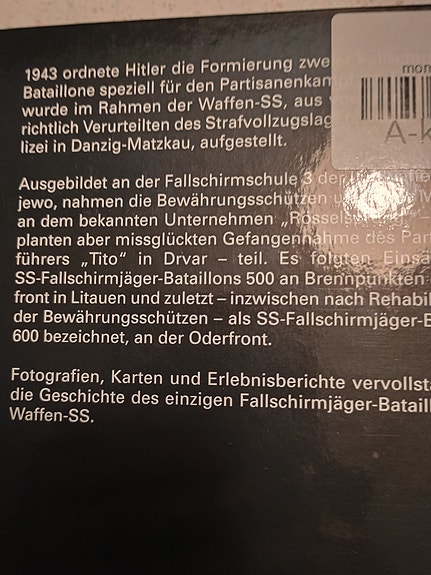 mom
A-k
1943 ordnete Hitler die Formierung zwe
Bataillone speziell für den Partisanenkam
wurde im Rahmen der Waffen-SS, aus v
richtlich Verurteilten des Strafvollzugslag
lizei in Danzig-Matzkau, aufgestellt.
Ausgebildet an der Fallschirmschule 3 der
jewo, nahmen die Bewährungsschützen
an dem bekannten Unternehmen „Rösselsprung“ –
planten aber missglückten Gefangennahme des Part
führers „Tito“ in Drvar – teil. Es folgten Einsä
SS-Fallschirmjäger-Bataillons 500 an Brennpunkten
front in Litauen und zuletzt – inzwischen nach Rehabil
der Bewährungsschützen – als SS-Fallschirmjäger-B
600 bezeichnet, an der Oderfront.
Fotografien, Karten und Erlebnisberichte vervollst
die Geschichte des einzigen Fallschirmjäger-Bataill
Waffen-SS.